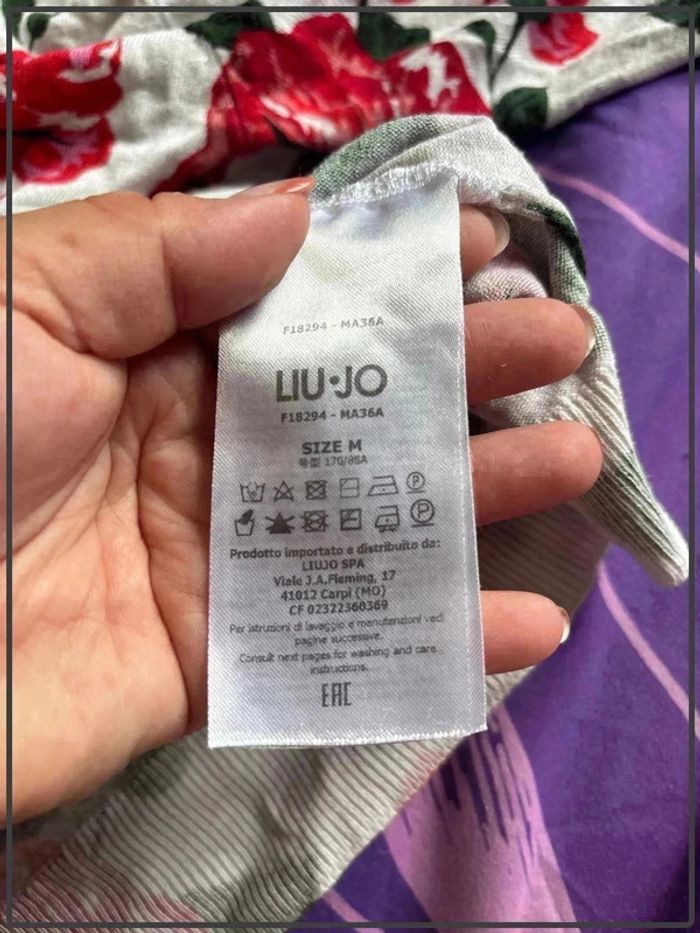 F18294 - MA36A
LIU·JO
F18294 - MA36A
SIZE M
号型 170/88A
Prodotto importato e distribuito da:
LIUJO SPA
Viale J.A.Fleming, 17
41012 Carpi (MO)
CF 02322360369
Per istruzioni di lavaggio e manutenzioni vedi
pagine successive.
Consult next pages for washing and care
instructions.
EAC